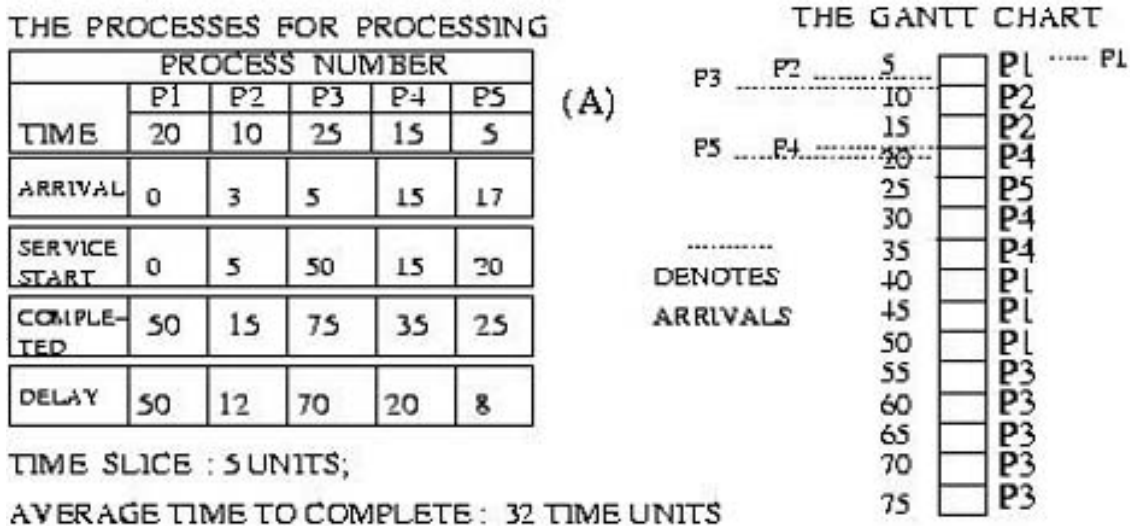 THE PROCESSES FOR PROCESSING
PROCESS NUMBER
P1 P2 P3 P4 P5
TIME 20 10 25 15 5
ARRIVAL 0 3 5 15 17
SERVICE START 0 5 50 15 20
COMPLE-TED 50 15 75 35 25
DELAY 50 12 70 20 8
TIME SLICE : 5 UNITS;
AVERAGE TIME TO COMPLETE : 32 TIME UNITS
(A)
THE GANTT CHART
P3 P2 5 P1 P1
10 P2
15 P2
P5 P4 20 P4
25 P5
30 P4
35 P4
40 P1
45 P1
50 P1
55 P3
60 P3
65 P3
70 P3
75 P3
DENOTES
ARRIVALS